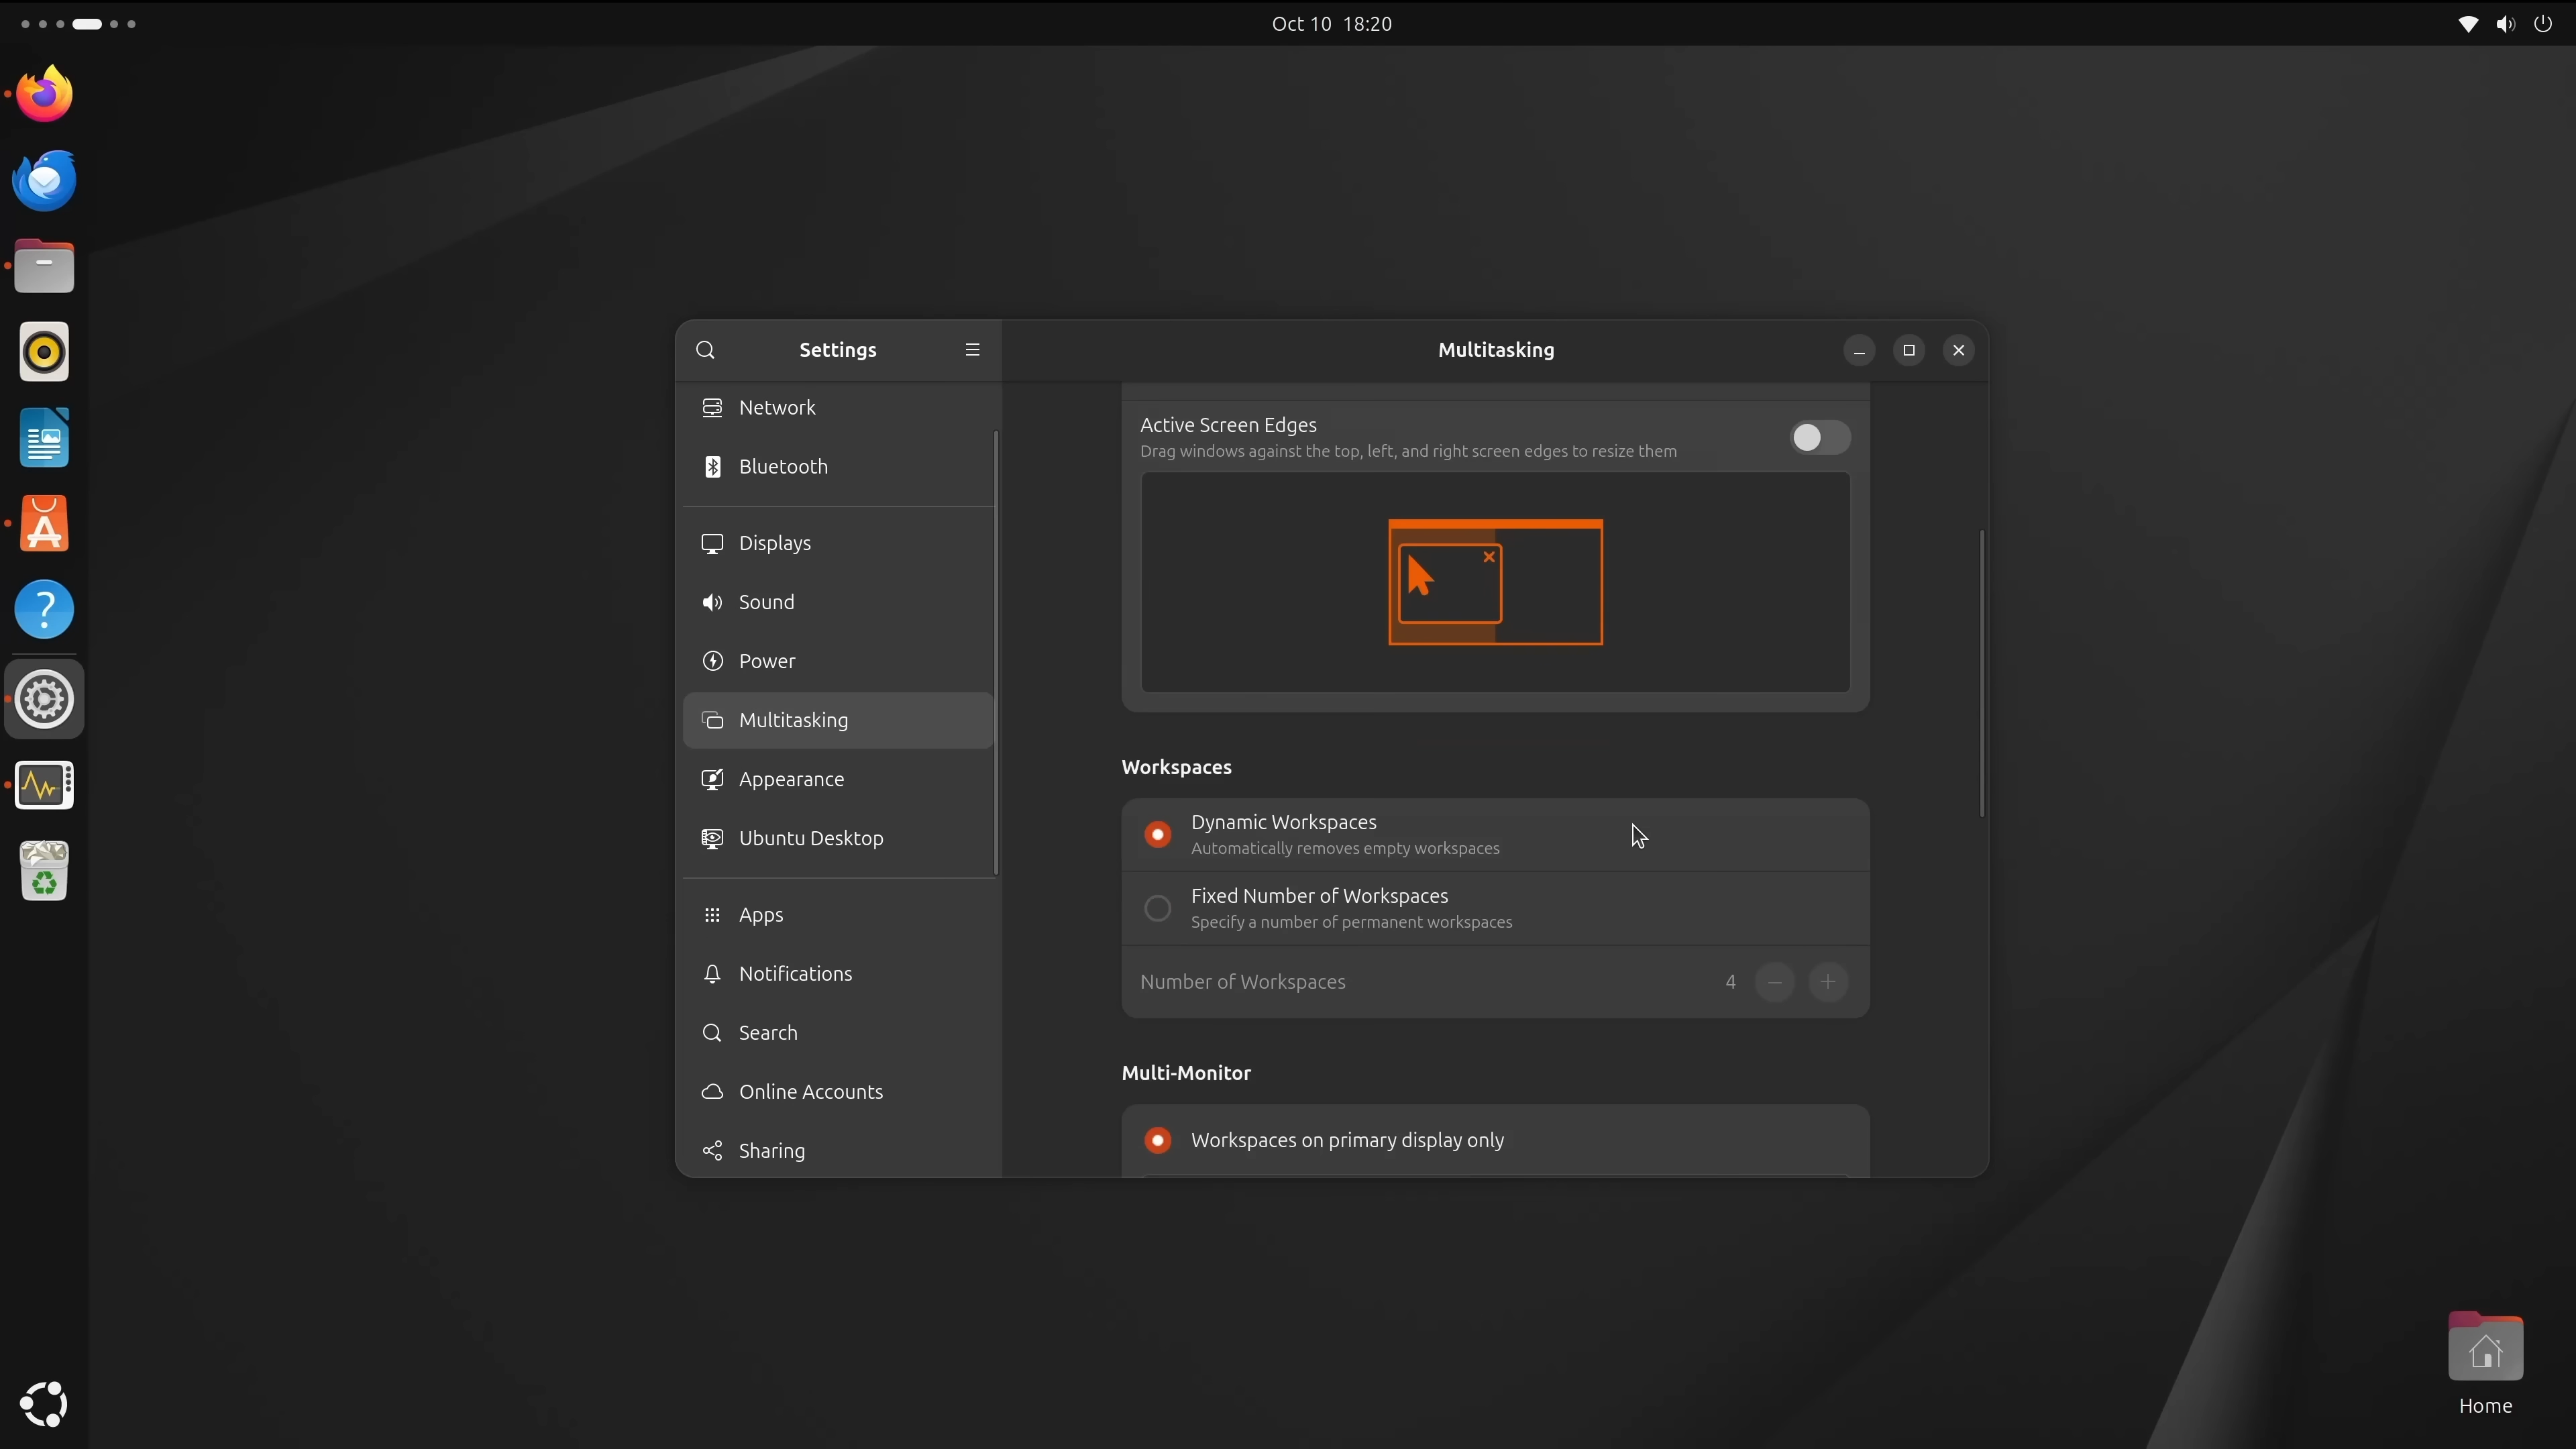 Oct 10 18:20
Settings
Multitasking
Network
Bluetooth
Displays
Sound
Power
Multitasking
Appearance
Ubuntu Desktop
Apps
Notifications
Search
Online Accounts
Sharing
Active Screen Edges
Drag windows against the top, left, and right screen edges to resize them
Workspaces
Dynamic Workspaces
Automatically removes empty workspaces
Fixed Number of Workspaces
Specify a number of permanent workspaces
Number of Workspaces 4
Multi-Monitor
Workspaces on primary display only
Home